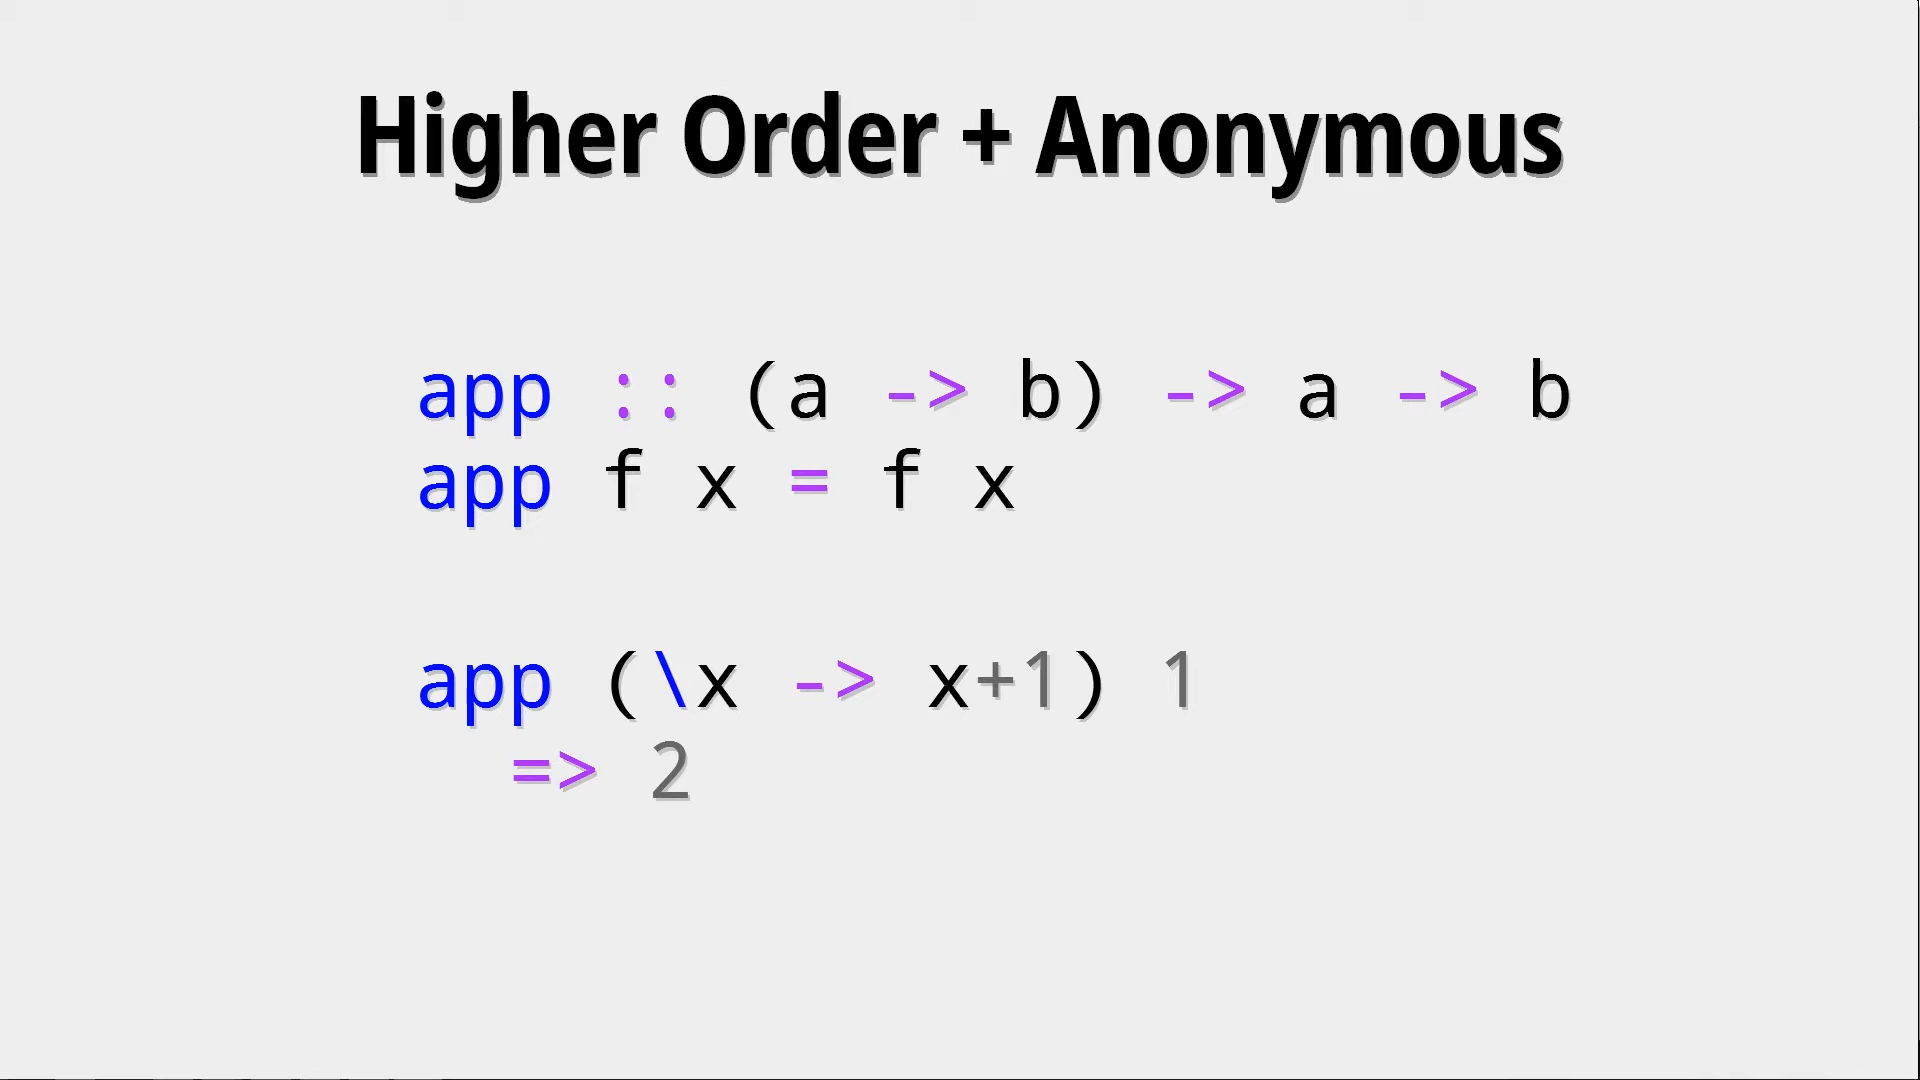 Higher Order + Anonymous
app :: (a -> b) -> a -> b
app f x = f x
app (\x -> x+1) 1
=> 2